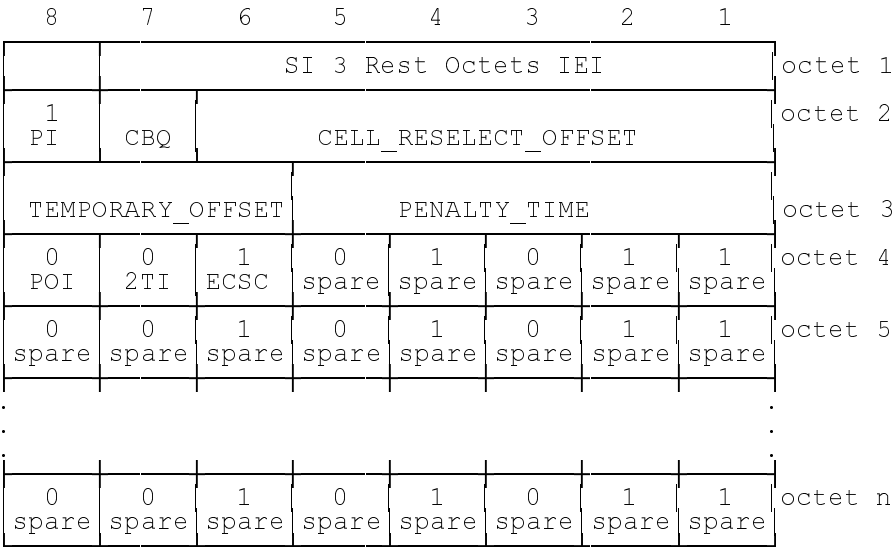 8 7 6 5 4 3 2 1
SI 3 Rest Octets IEI octet 1
1 octet 2
PI CBQ CELL_RESELECT_OFFSET
TEMPORARY_OFFSET PENALTY_TIME octet 3
0 0 1 0 1 0 1 1 octet 4
POI 2TI ECSC spare spare spare spare spare
0 0 1 0 1 0 1 1 octet 5
spare spare spare spare spare spare spare spare
. .
. .
. .
0 0 1 0 1 0 1 1 octet n
spare spare spare spare spare spare spare spare